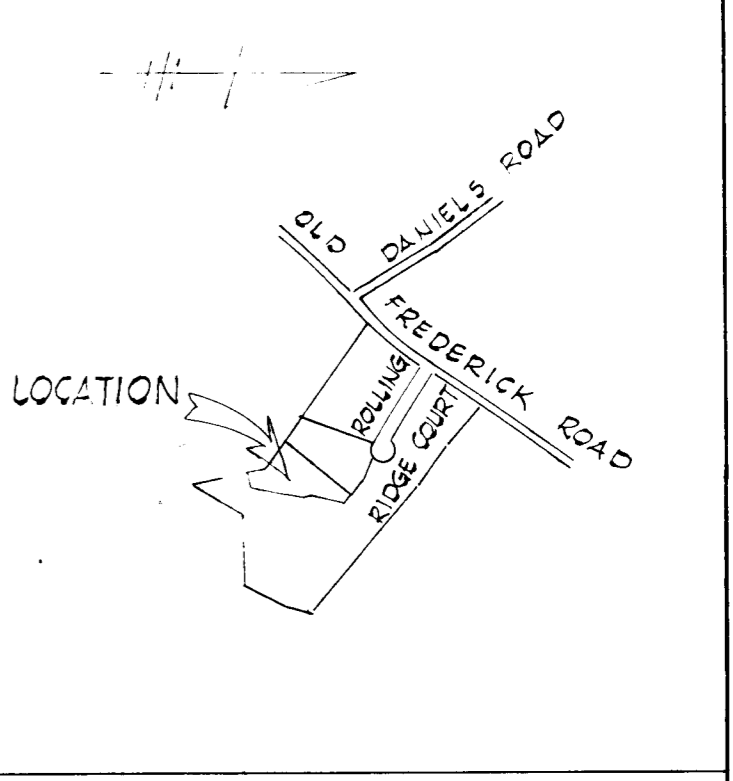 OLD FREDERICK ROAD
DANIELS ROAD
LOCATION
ROLLING
RIDGE COURT